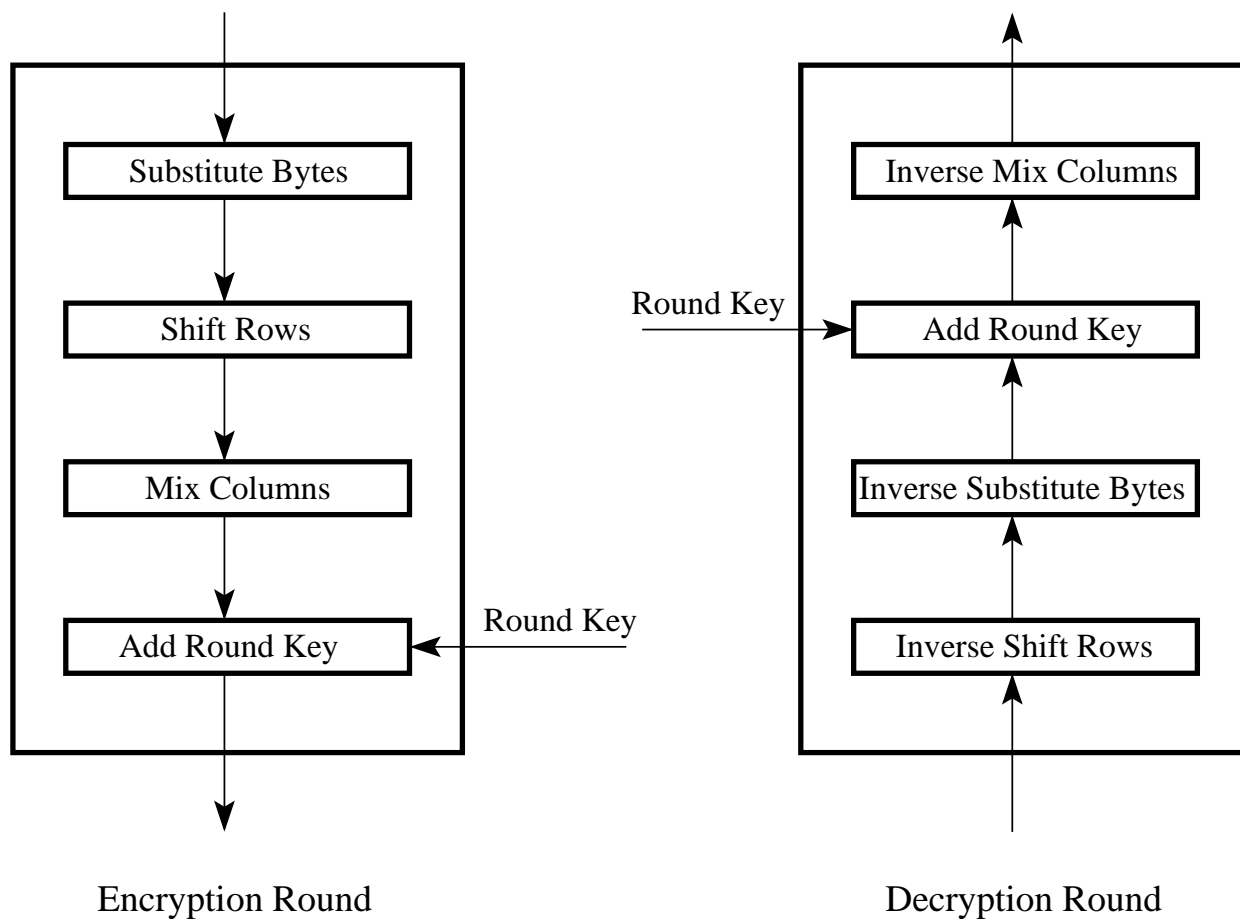 Substitute Bytes
Shift Rows
Mix Columns
Add Round Key
Round Key
Encryption Round
Inverse Mix Columns
Round Key
Add Round Key
Inverse Substitute Bytes
Inverse Shift Rows
Decryption Round